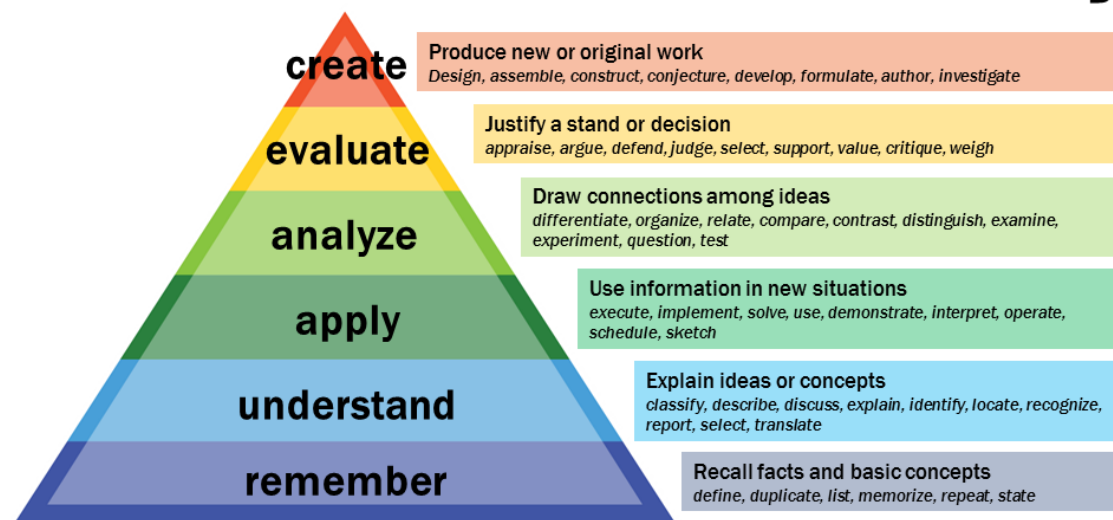 create
Produce new or original work
Design, assemble, construct, conjecture, develop, formulate, author, investigate
evaluate
Justify a stand or decision
appraise, argue, defend, judge, select, support, value, critique, weigh
analyze
Draw connections among ideas
differentiate, organize, relate, compare, contrast, distinguish, examine,
experiment, question, test
apply
Use information in new situations
execute, implement, solve, use, demonstrate, interpret, operate,
schedule, sketch
understand
Explain ideas or concepts
classify, describe, discuss, explain, identify, locate, recognize,
report, select, translate
remember
Recall facts and basic concepts
define, duplicate, list, memorize, repeat, state